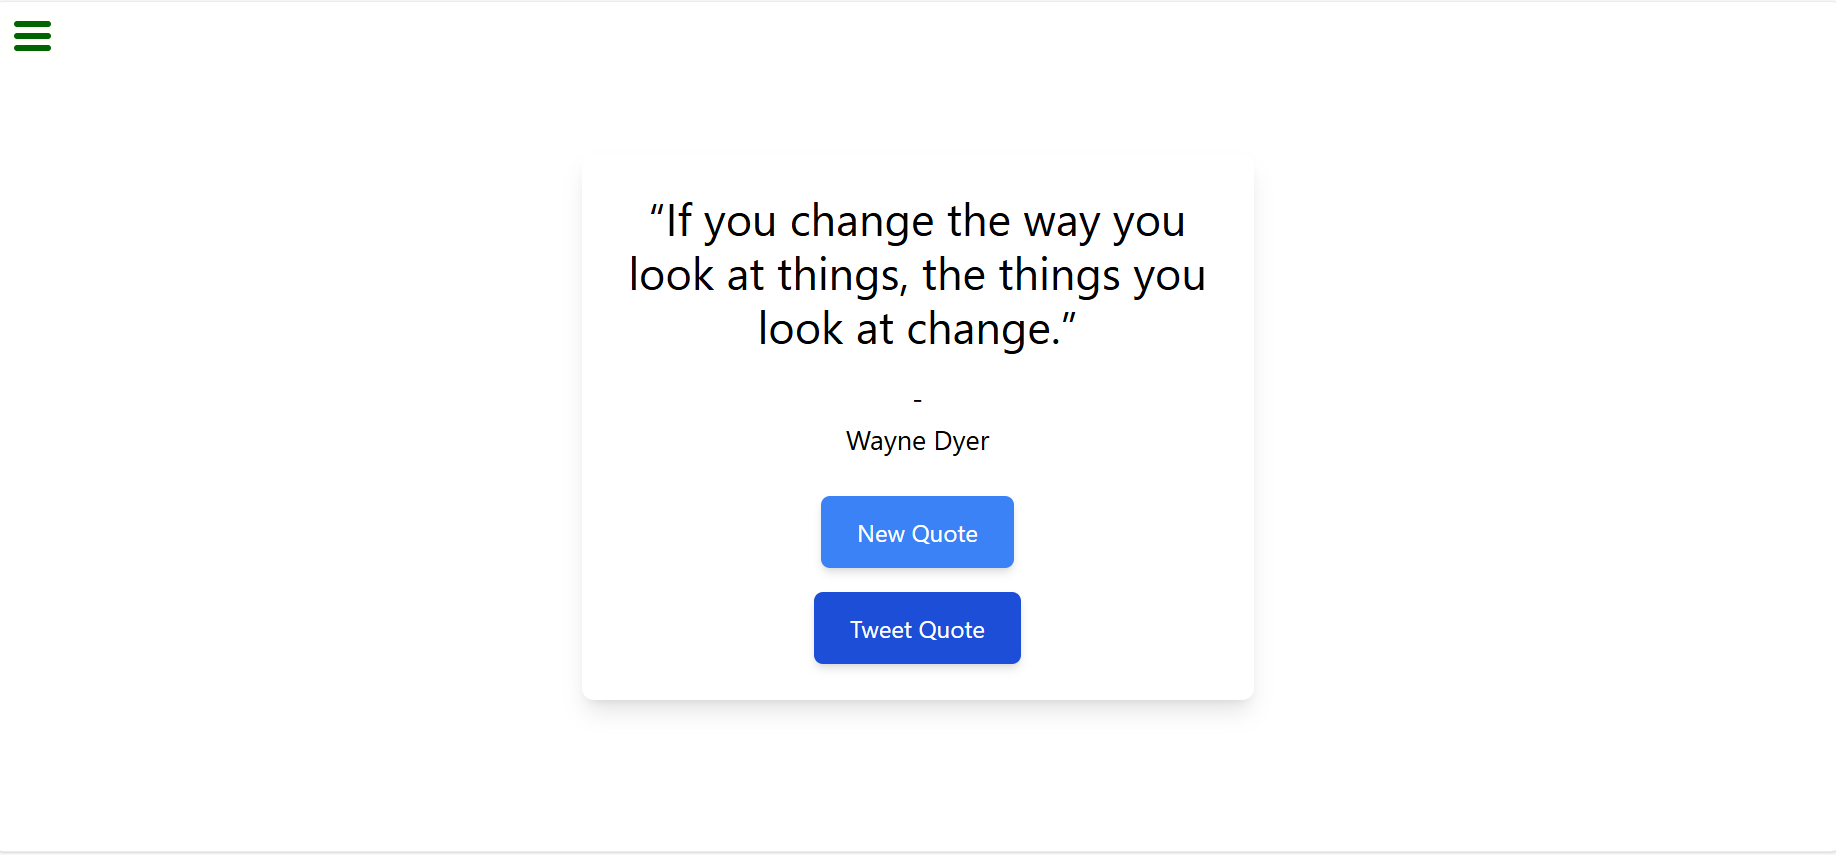 “If you change the way you
look at things, the things you
look at change.”
-
Wayne Dyer
New Quote
Tweet Quote